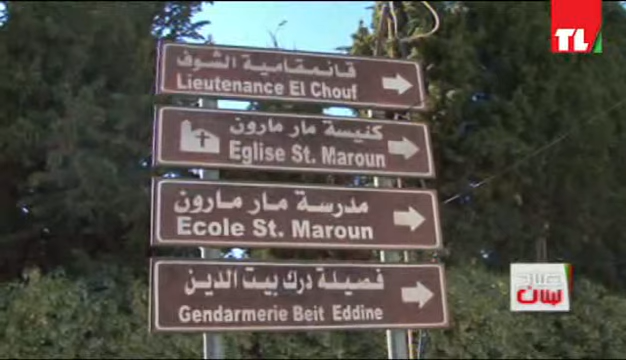 TL
قائمقامية الشوف
Lieutenance El Chouf
كنيسة مار مارون
Eglise St. Maroun
مدرسة مار مارون
Ecole St. Maroun
فصيلة درك بيت الدين
Gendarmerie Beit Eddine
صباح
لبنان